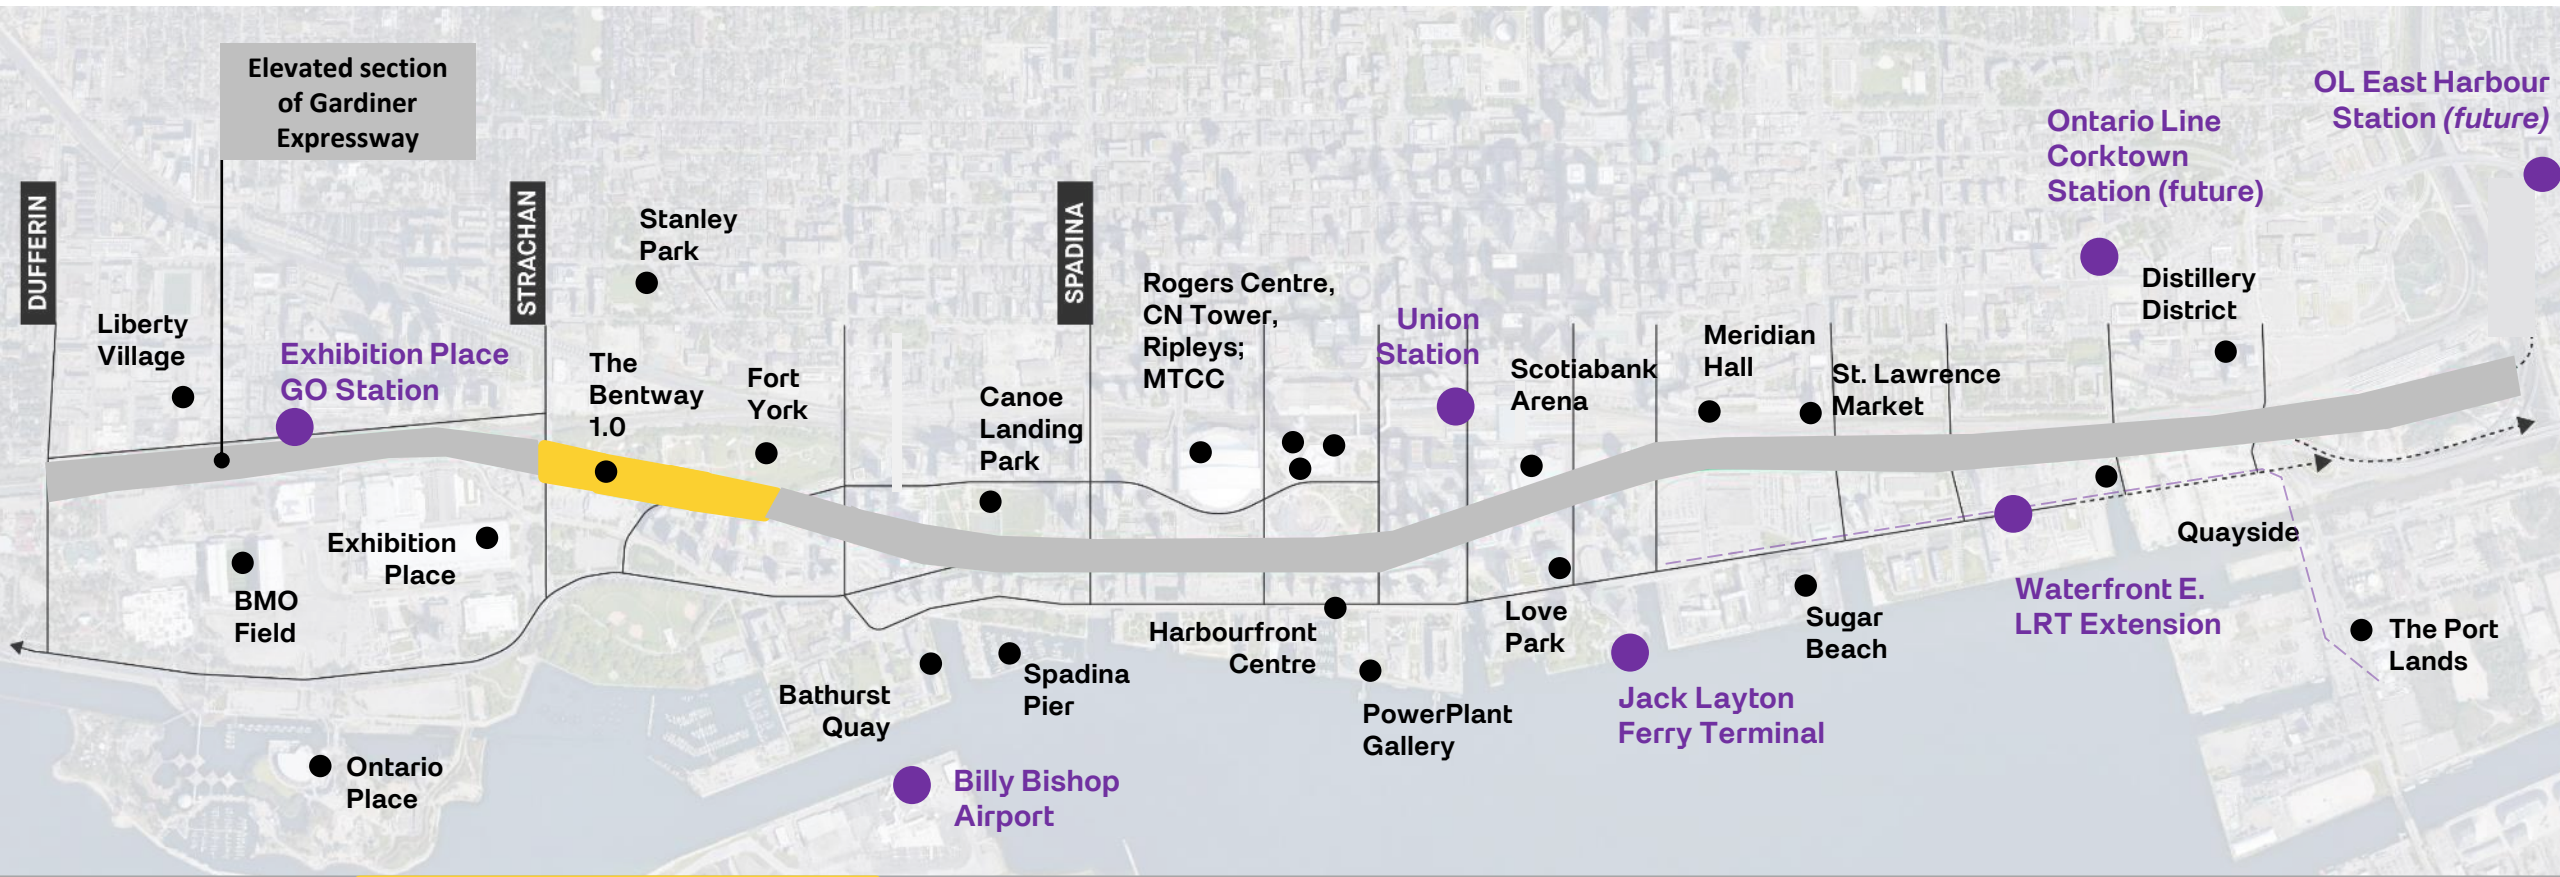 Elevated section
of Gardiner
Expressway
DUFFERIN
STRACHAN
SPADINA
Liberty
Village
Exhibition Place
GO Station
Stanley
Park
The
Bentway
1.0
Fort
York
Canoe
Landing
Park
Rogers Centre,
CN Tower,
Ripleys;
MTCC
Union
Station
Scotiabank
Arena
Meridian
Hall
St. Lawrence
Market
Ontario Line
Corktown
Station (future)
Distillery
District
OL East Harbour
Station (future)
BMO
Field
Exhibition
Place
Ontario
Place
Bathurst
Quay
Spadina
Pier
Billy Bishop
Airport
Harbourfront
Centre
PowerPlant
Gallery
Love
Park
Jack Layton
Ferry Terminal
Sugar
Beach
Quayside
Waterfront E.
LRT Extension
The Port
Lands